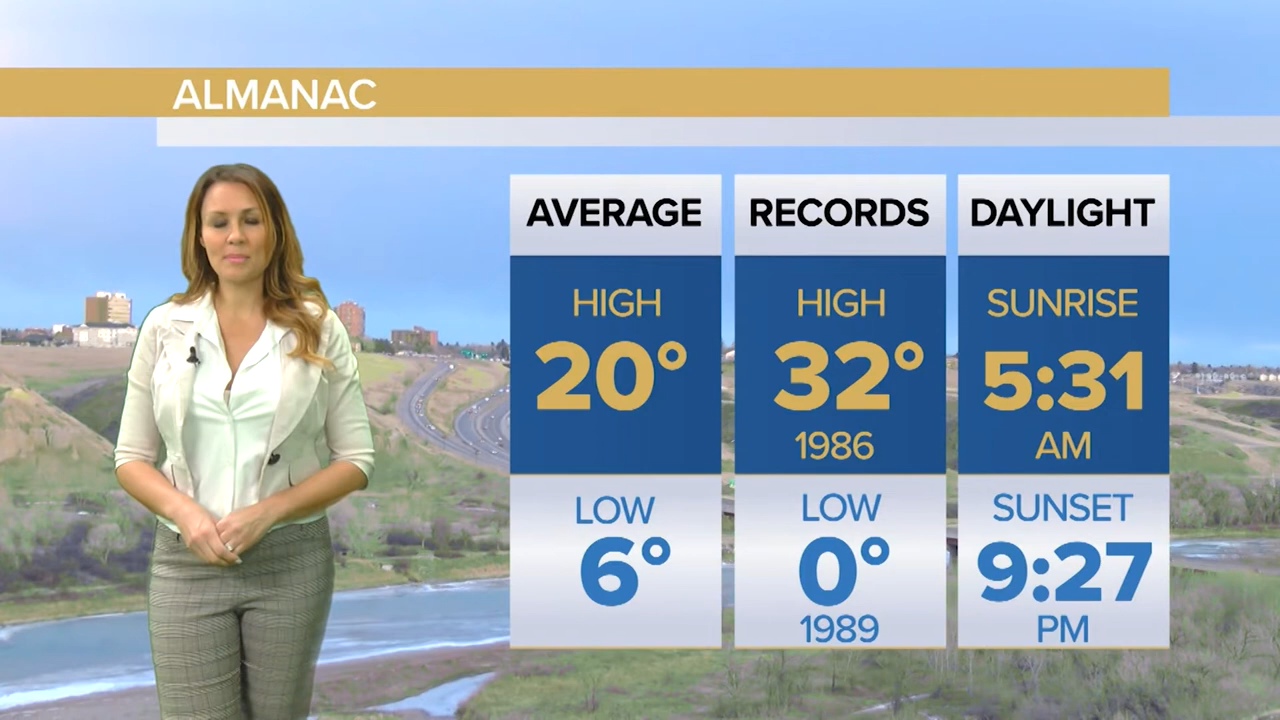 ALMANAC
AVERAGE
HIGH
20°
LOW
6°
RECORDS
HIGH
32°
1986
LOW
0°
1989
DAYLIGHT
SUNRISE
5:31
AM
SUNSET
9:27
PM